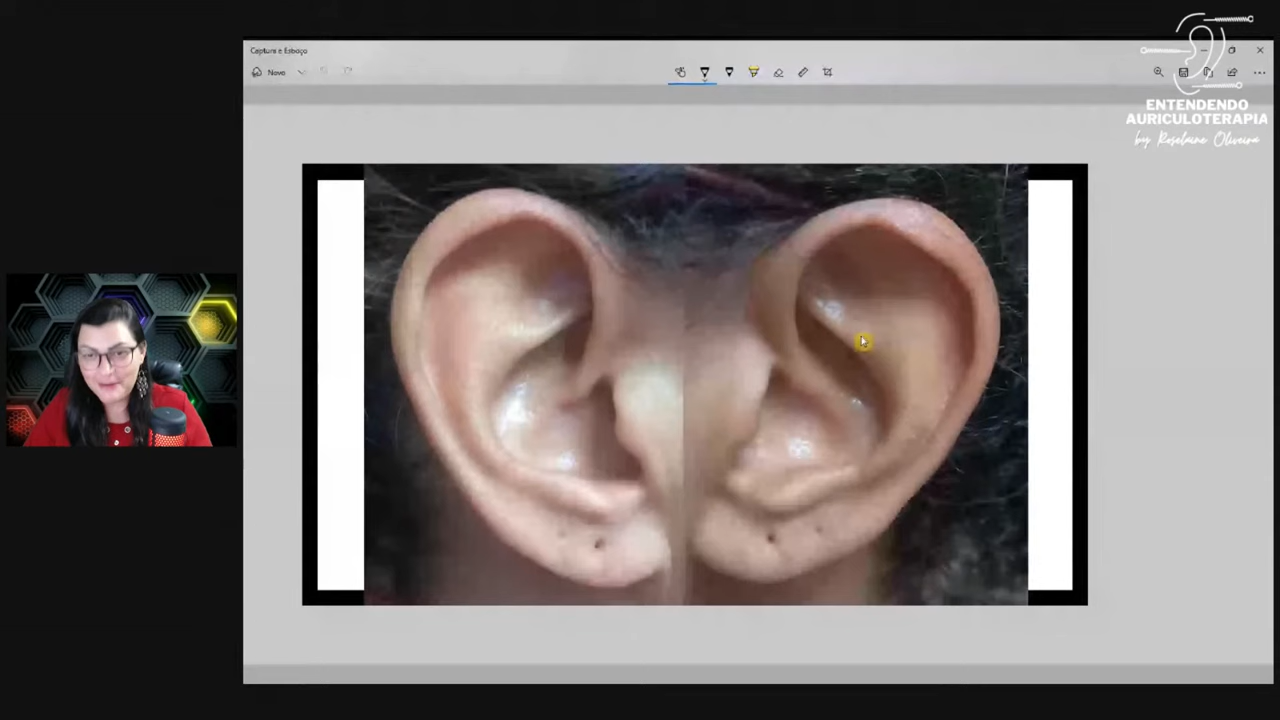 Captura e Esboço
Novo
ENTENDENDO
AURICULOTERAPIA
by Roselaine Oliveira